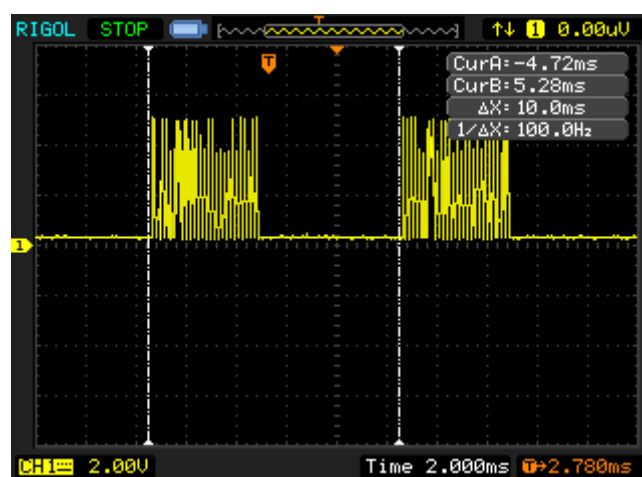 RIGOL STOP T ↑↓ 1 0.00uV
T
CurA:-4.72ms
CurB:5.28ms
ΔX: 10.0ms
1/ΔX: 100.0Hz
1
CH1 2.00V Time 2.000ms T→2.780ms